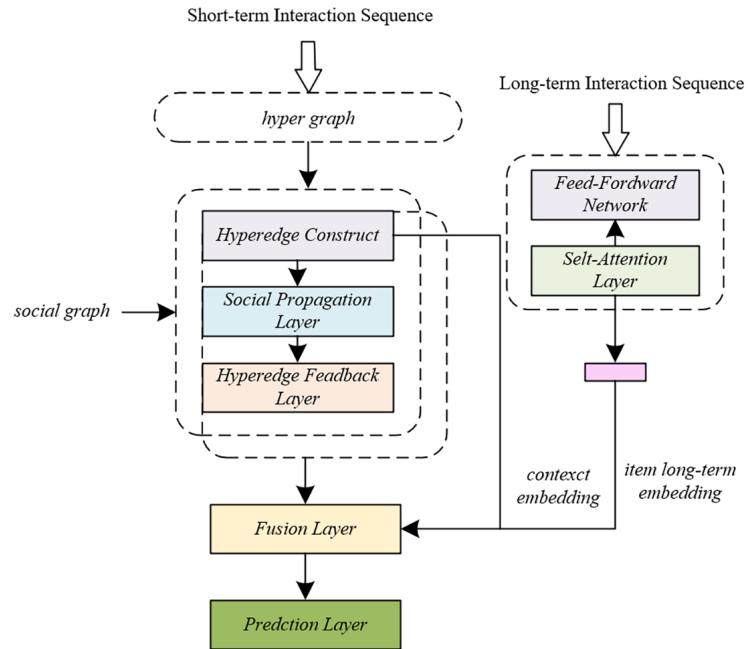 Short-term Interaction Sequence
hyper graph
Long-term Interaction Sequence
Feed-Fordward
Network
Selt-Attention
Layer
Hyperedge Construct
Social Propagation
Layer
Hyperedge Feadback
Layer
social graph
contexct
embedding
item long-term
embedding
Fusion Layer
Predction Layer